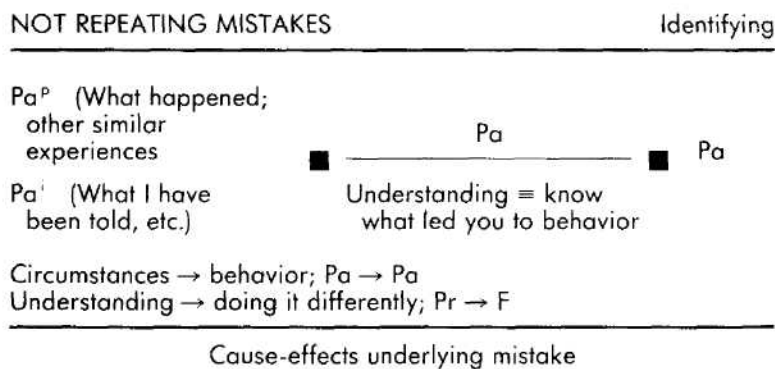 NOT REPEATING MISTAKES Identifying
Paᵖ (What happened;
other similar
experiences
Paⁱ (What I have
been told, etc.)
Pa
■ ■ Pa
Understanding ≡ know
what led you to behavior
Circumstances → behavior; Pa → Pa
Understanding → doing it differently; Pr → F
Cause-effects underlying mistake